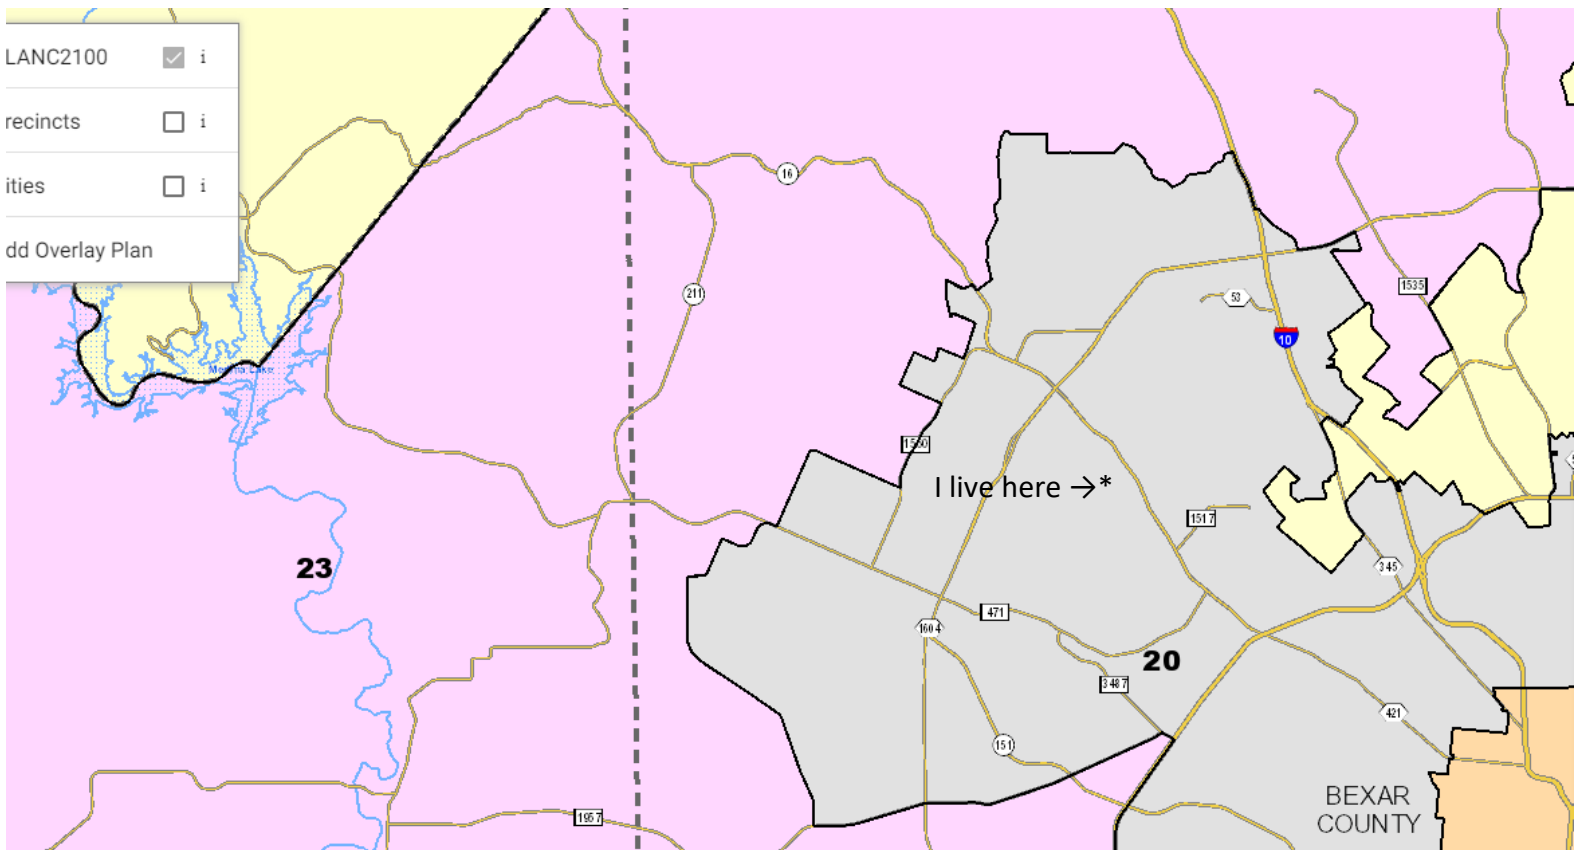 LANC2100 i
recincts i
ities i
dd Overlay Plan
16
211
53
1535
10
1560
I live here →*
1517
23
345
471
1604
20
3487
421
151
BEXAR
COUNTY
1957